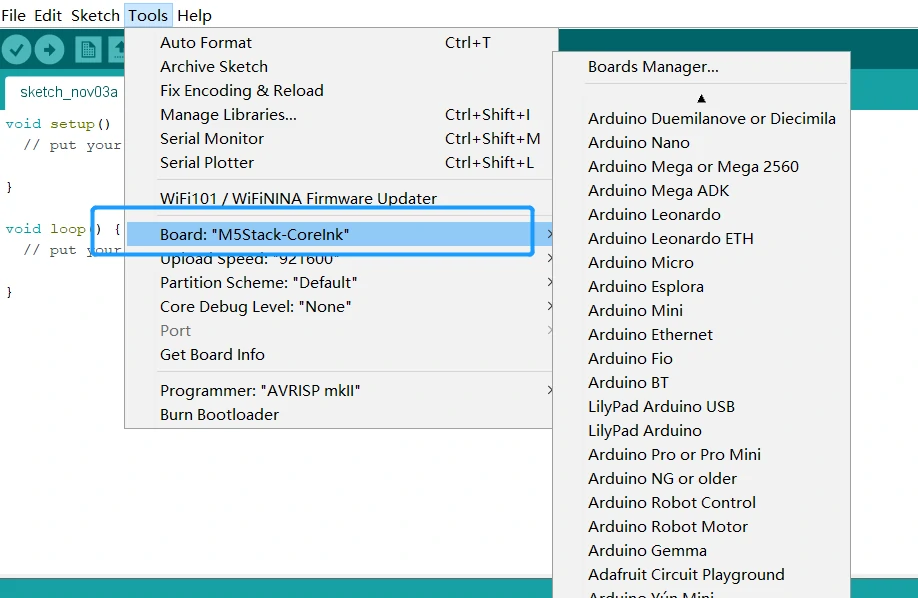 File Edit Sketch Tools Help
sketch_nov03a
void setup()
// put your
}
void loop() {
// put your
}
Auto Format Ctrl+T
Archive Sketch
Fix Encoding & Reload
Manage Libraries... Ctrl+Shift+I
Serial Monitor Ctrl+Shift+M
Serial Plotter Ctrl+Shift+L
WiFi101 / WiFiNINA Firmware Updater
Board: "M5Stack-CoreInk"
Upload Speed: "921600"
Partition Scheme: "Default"
Core Debug Level: "None"
Port
Get Board Info
Programmer: "AVRISP mkII"
Burn Bootloader
Boards Manager...
Arduino Duemilanove or Diecimila
Arduino Nano
Arduino Mega or Mega 2560
Arduino Mega ADK
Arduino Leonardo
Arduino Leonardo ETH
Arduino Micro
Arduino Esplora
Arduino Mini
Arduino Ethernet
Arduino Fio
Arduino BT
LilyPad Arduino USB
LilyPad Arduino
Arduino Pro or Pro Mini
Arduino NG or older
Arduino Robot Control
Arduino Robot Motor
Arduino Gemma
Adafruit Circuit Playground
Arduino Yún Mini